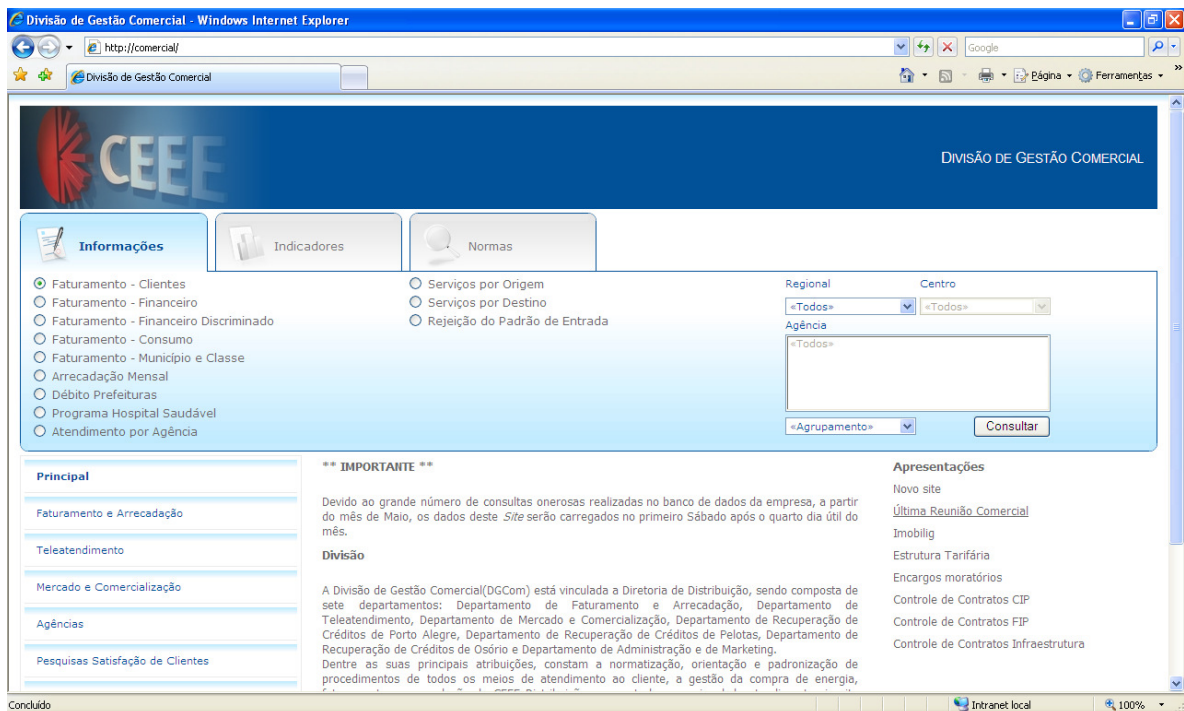 Divisão de Gestão Comercial - Windows Internet Explorer
http://comercial/
Google
Divisão de Gestão Comercial
Página
Ferramentas
CEEE
DIVISÃO DE GESTÃO COMERCIAL
Informações
Indicadores
Normas
Faturamento - Clientes
Faturamento - Financeiro
Faturamento - Financeiro Discriminado
Faturamento - Consumo
Faturamento - Município e Classe
Arrecadação Mensal
Débito Prefeituras
Programa Hospital Saudável
Atendimento por Agência
Serviços por Origem
Serviços por Destino
Rejeição do Padrão de Entrada
Regional
Centro
«Todos»
«Todos»
Agência
«Todos»
«Agrupamento»
Consultar
Principal
Faturamento e Arrecadação
Teleatendimento
Mercado e Comercialização
Agências
Pesquisas Satisfação de Clientes
** IMPORTANTE **
Devido ao grande número de consultas onerosas realizadas no banco de dados da empresa, a partir
do mês de Maio, os dados deste Site serão carregados no primeiro Sábado após o quarto dia útil do
mês.
Divisão
A Divisão de Gestão Comercial(DGCom) está vinculada a Diretoria de Distribuição, sendo composta de
sete departamentos: Departamento de Faturamento e Arrecadação, Departamento de
Teleatendimento, Departamento de Mercado e Comercialização, Departamento de Recuperação de
Créditos de Porto Alegre, Departamento de Recuperação de Créditos de Pelotas, Departamento de
Recuperação de Créditos de Osório e Departamento de Administração e de Marketing.
Dentre as suas principais atribuições, constam a normatização, orientação e padronização de
procedimentos de todos os meios de atendimento ao cliente, a gestão da compra de energia,
Apresentações
Novo site
Última Reunião Comercial
Imobilig
Estrutura Tarifária
Encargos moratórios
Controle de Contratos CIP
Controle de Contratos FIP
Controle de Contratos Infraestrutura
Concluído
Intranet local
100%